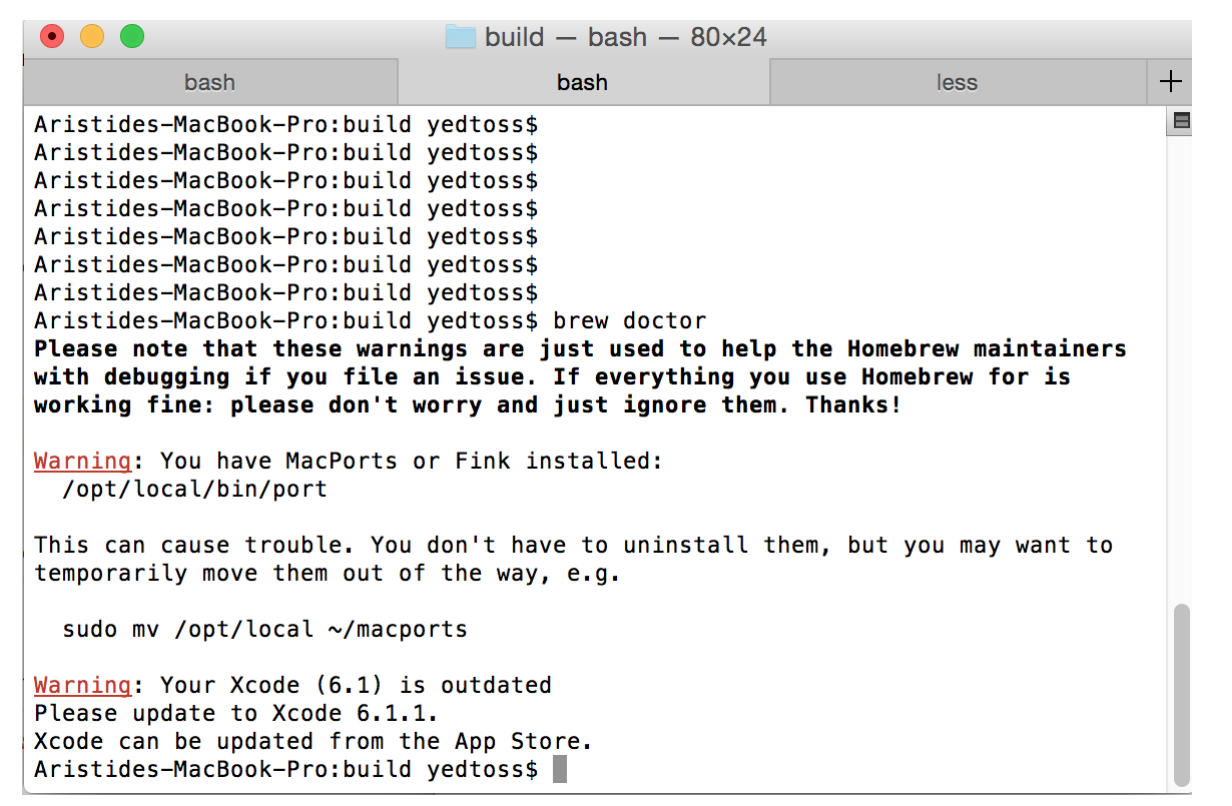 build — bash — 80×24
bash bash less +
Aristides-MacBook-Pro:build yedtoss$
Aristides-MacBook-Pro:build yedtoss$
Aristides-MacBook-Pro:build yedtoss$
Aristides-MacBook-Pro:build yedtoss$
Aristides-MacBook-Pro:build yedtoss$
Aristides-MacBook-Pro:build yedtoss$
Aristides-MacBook-Pro:build yedtoss$
Aristides-MacBook-Pro:build yedtoss$ brew doctor
Please note that these warnings are just used to help the Homebrew maintainers
with debugging if you file an issue. If everything you use Homebrew for is
working fine: please don't worry and just ignore them. Thanks!
Warning: You have MacPorts or Fink installed:
/opt/local/bin/port
This can cause trouble. You don't have to uninstall them, but you may want to
temporarily move them out of the way, e.g.
sudo mv /opt/local ~/macports
Warning: Your Xcode (6.1) is outdated
Please update to Xcode 6.1.1.
Xcode can be updated from the App Store.
Aristides-MacBook-Pro:build yedtoss$